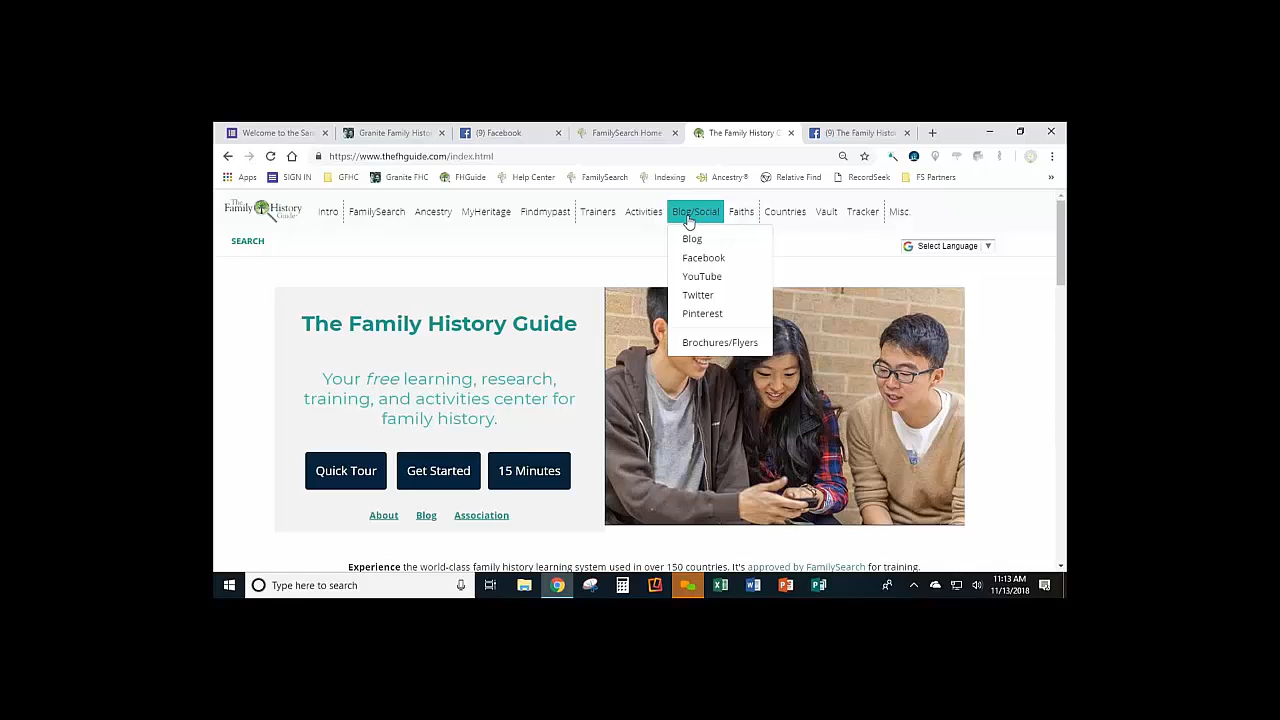 Welcome to the San
Granite Family Histo
(9) Facebook
FamilySearch Home
The Family History G
(9) The Family Histo
https://www.thefhguide.com/index.html
Apps SIGN IN GFHC Granite FHC FHGuide Help Center FamilySearch Indexing Ancestry® Relative Find RecordSeek FS Partners »
The Family History Guide
Intro FamilySearch Ancestry MyHeritage Findmypast Trainers Activities Blog/Social Faiths Countries Vault Tracker Misc.
SEARCH
G Select Language ▼
Blog
Facebook
YouTube
Twitter
Pinterest
Brochures/Flyers
The Family History Guide
Your free learning, research,
training, and activities center for
family history.
Quick Tour Get Started 15 Minutes
About Blog Association
Experience the world-class family history learning system used in over 150 countries. It's approved by FamilySearch for training.
Type here to search
11:13 AM
11/13/2018